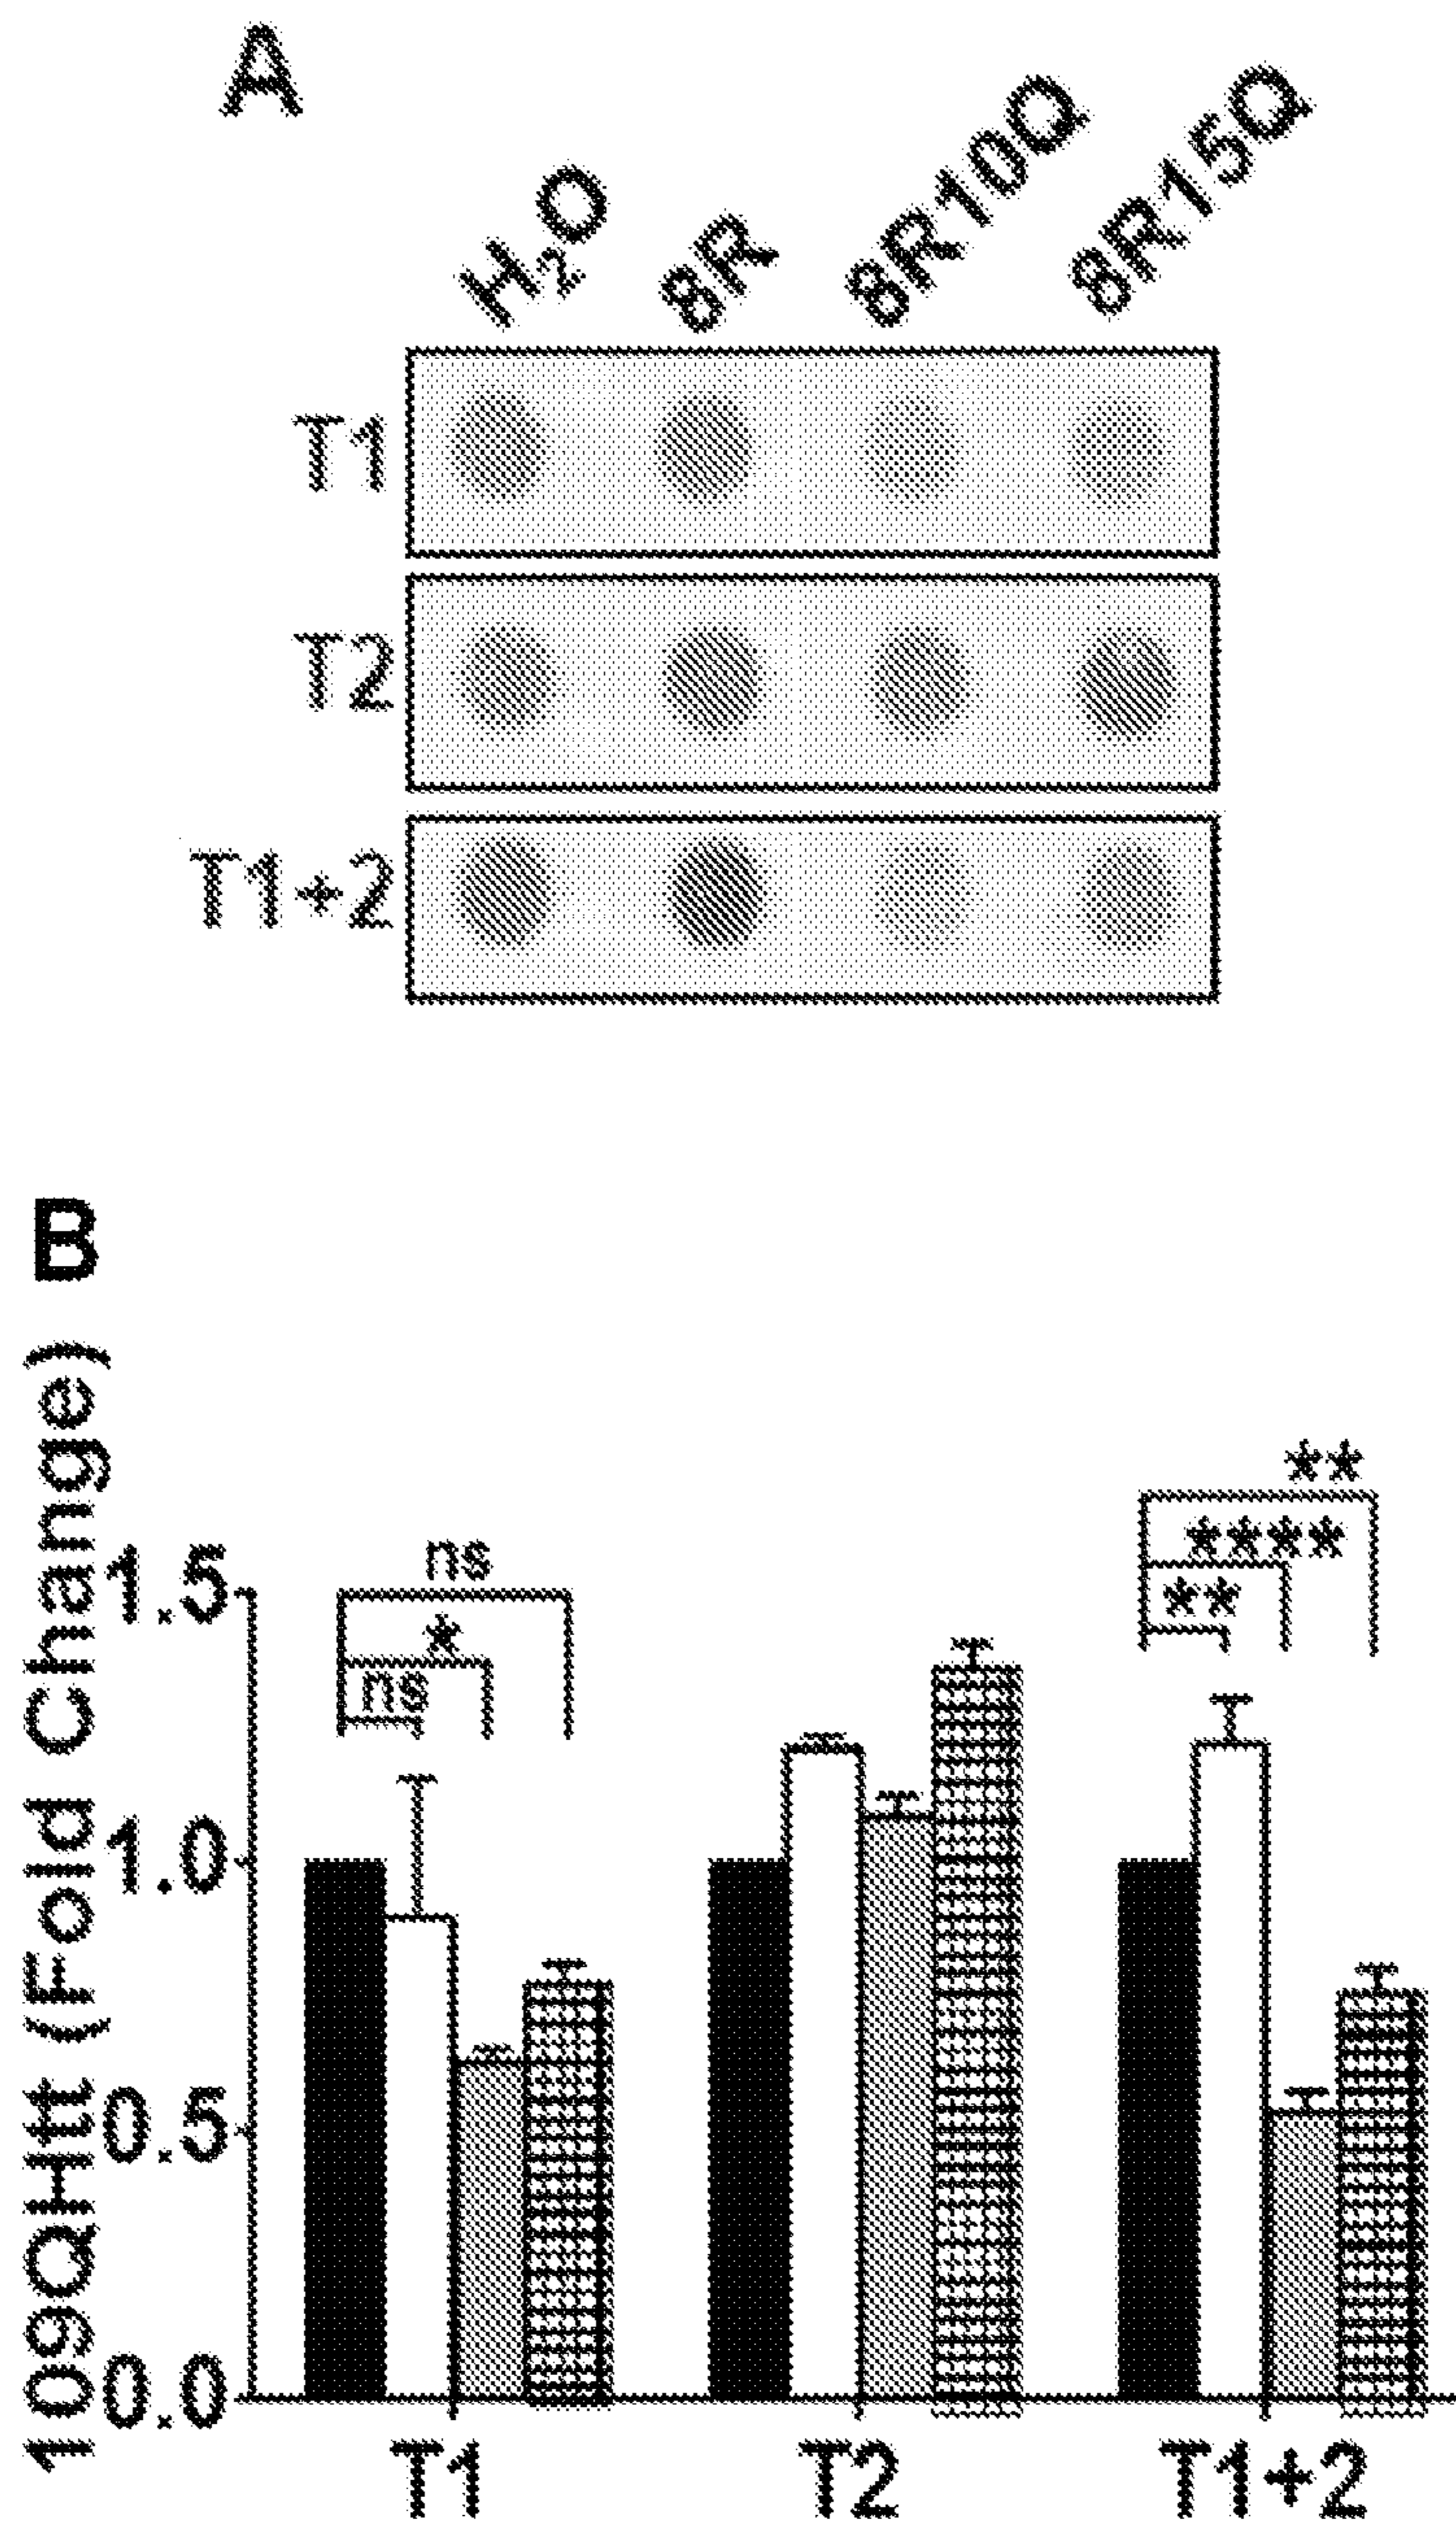 A
H₂O 8R 8R10Q 8R15Q
T1
T2
T1+2
B
109QHtt (Fold Change)
1.5
1.0
0.5
0.0
ns
*
ns
**
****
**
T1 T2 T1+2